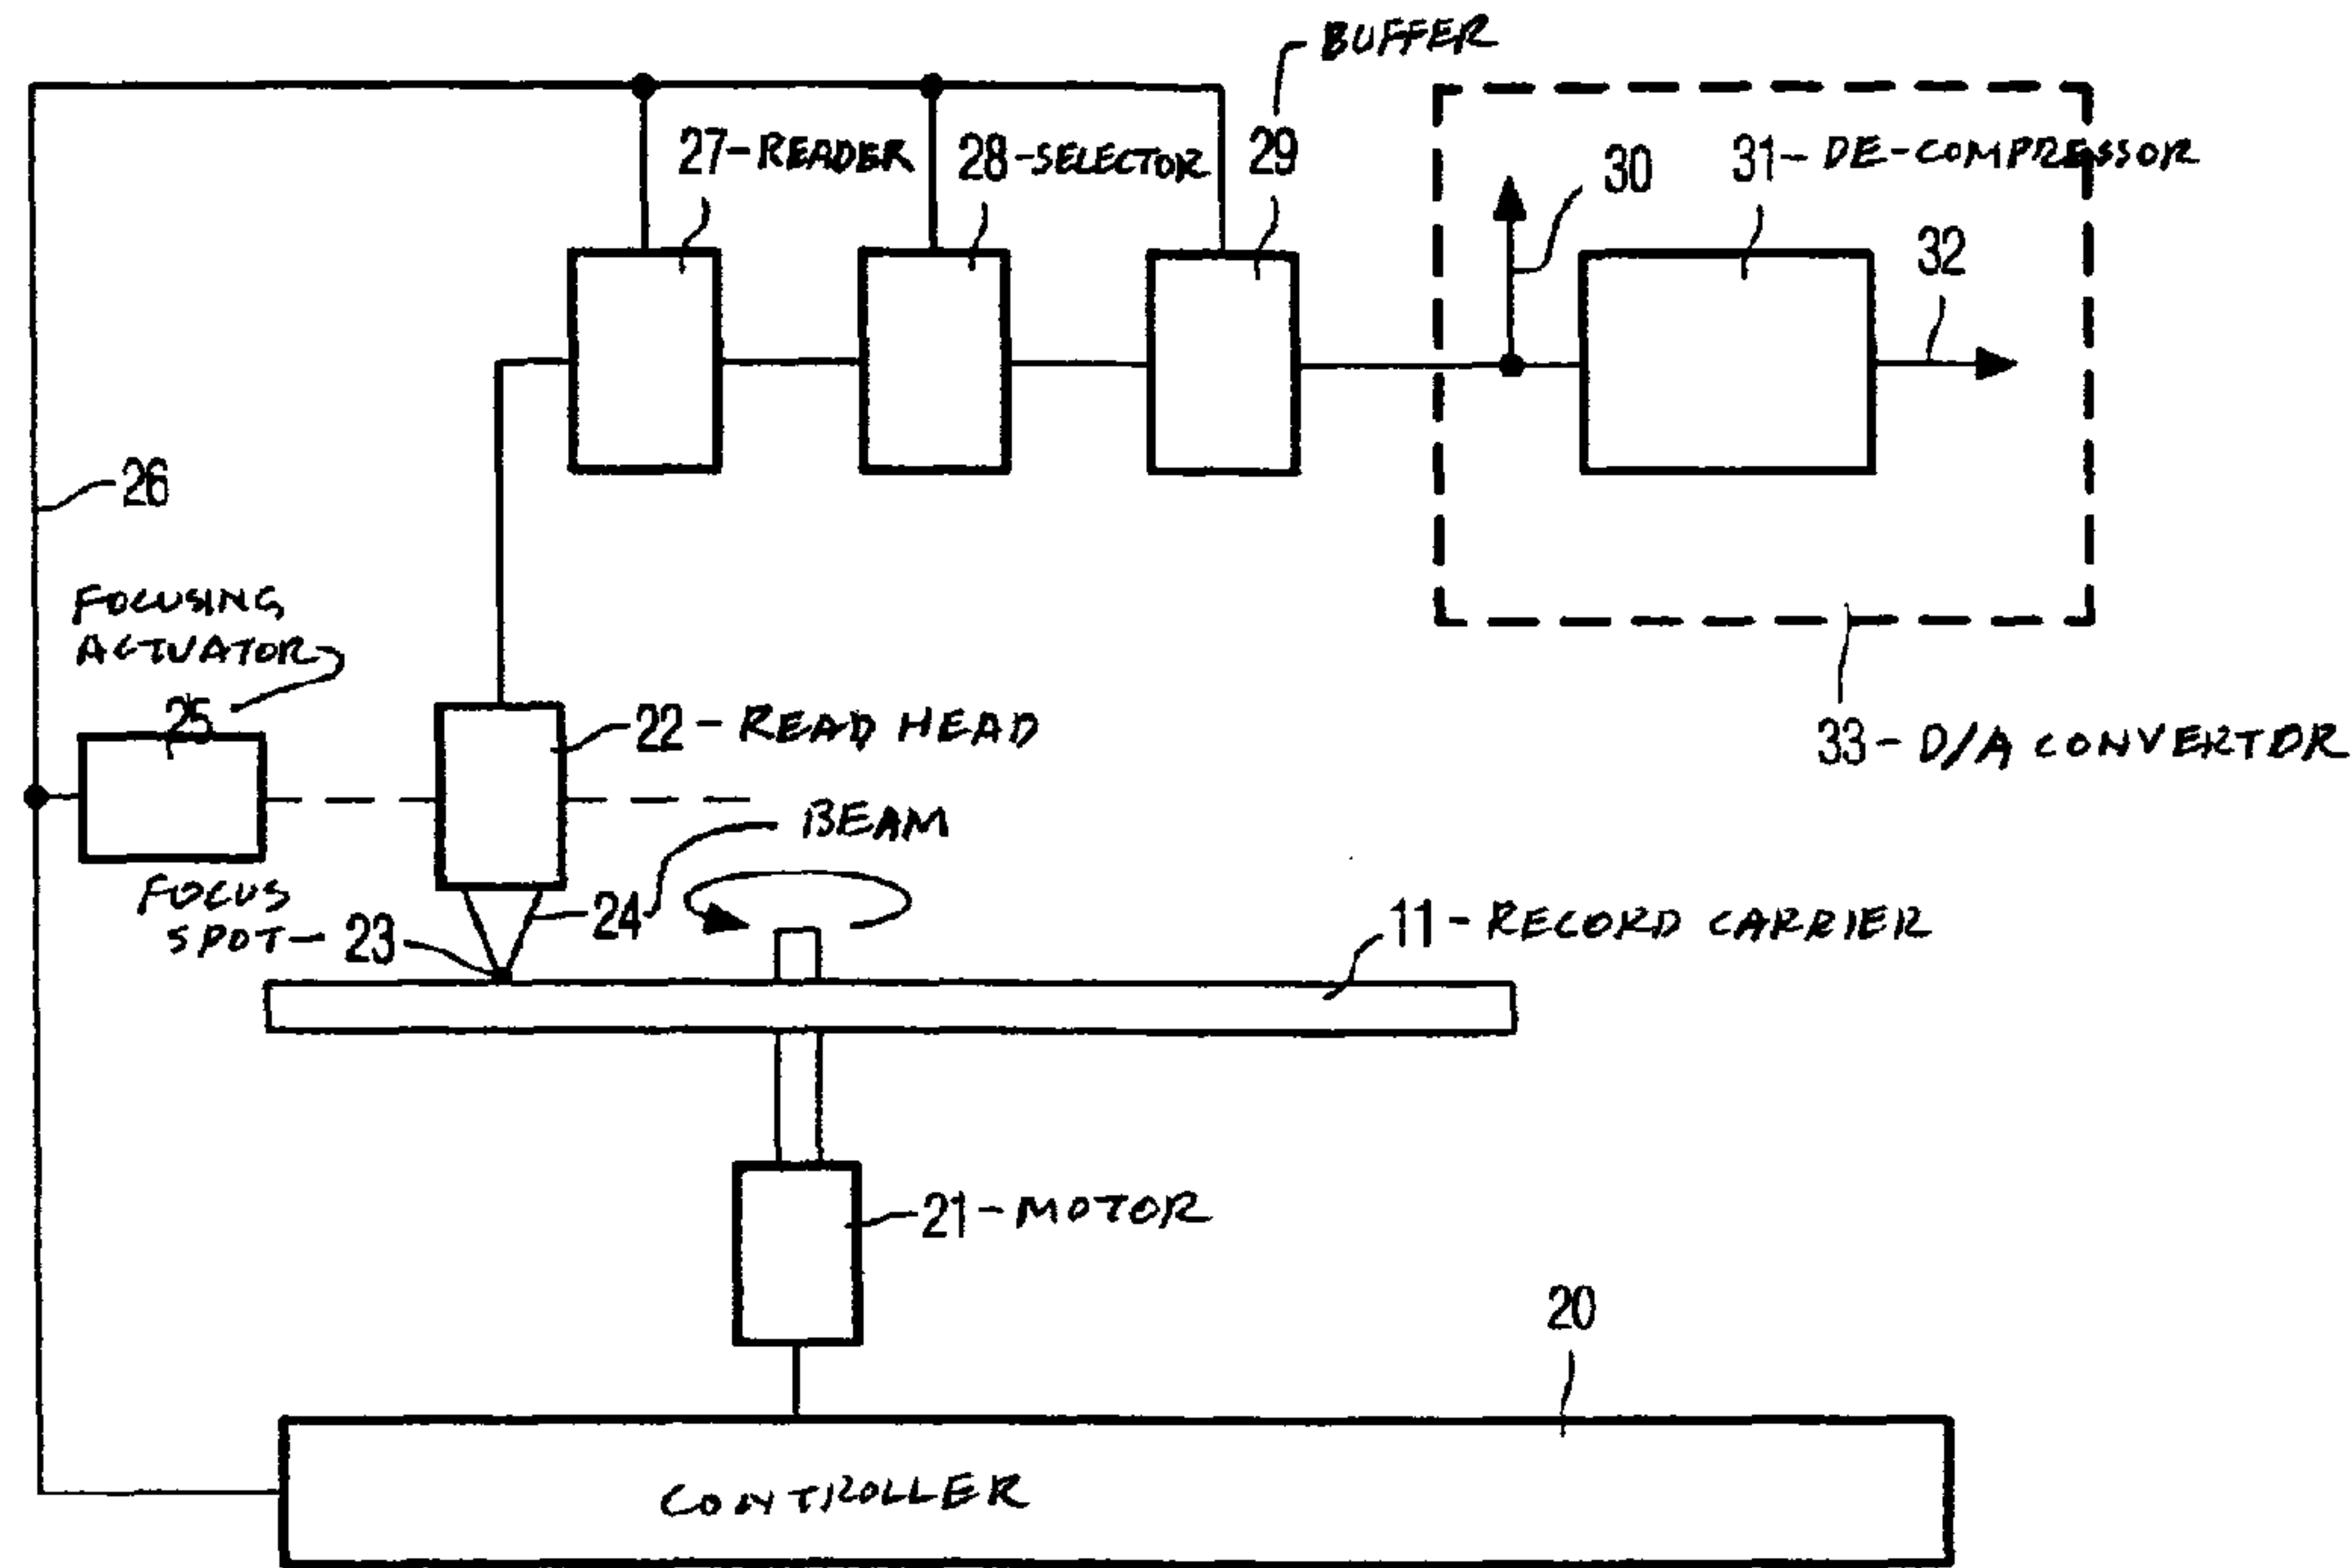 BUFFER
27-READER
28-SELECTOR
29
30
31-DE-COMPRESSOR
32
26
FOCUSING
ACTUATOR
25
22-READ HEAD
33-D/A CONVERTOR
BEAM
FOCUS
SPOT-23
24
11-RECORD CARRIER
21-MOTOR
20
CONTROLLER